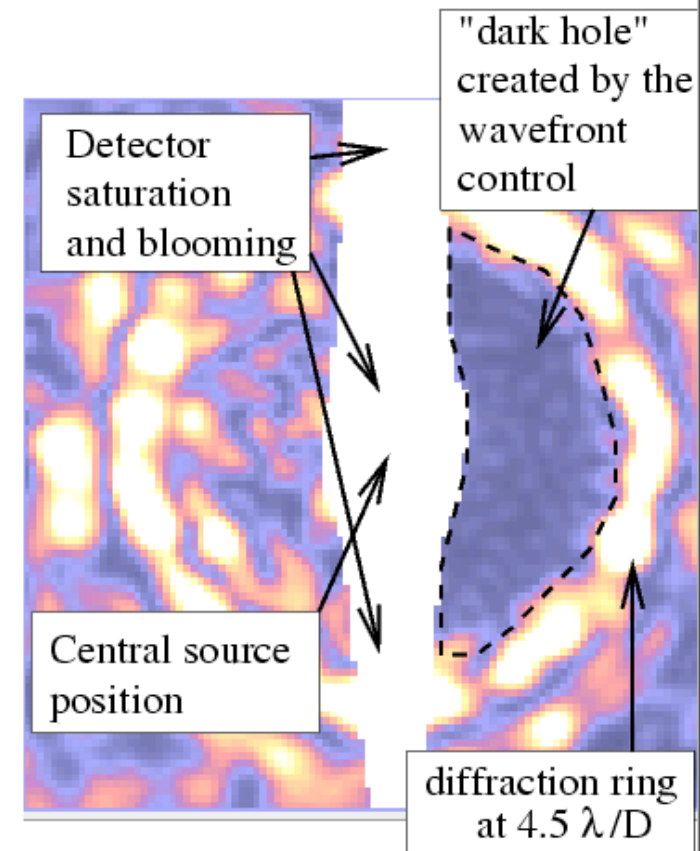 "dark hole"
created by the
wavefront
control
Detector
saturation
and blooming
Central source
position
diffraction ring
at 4.5 λ/D